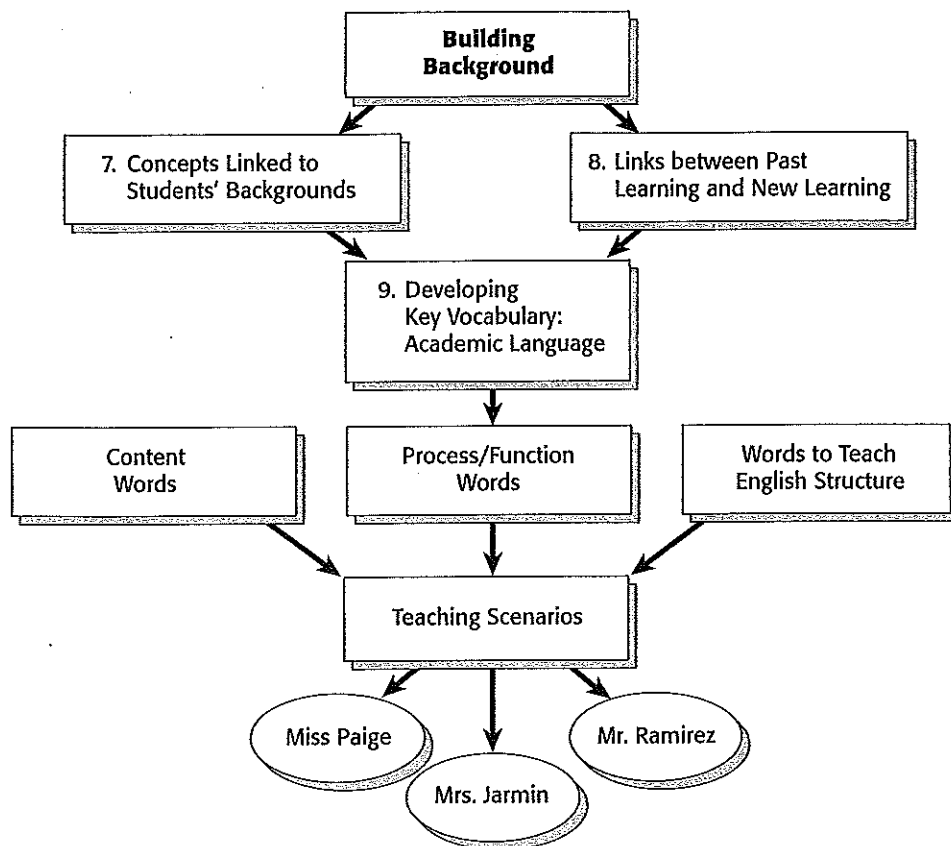 Building
Background
7. Concepts Linked to
Students' Backgrounds
8. Links between Past
Learning and New Learning
9. Developing
Key Vocabulary:
Academic Language
Content
Words
Process/Function
Words
Words to Teach
English Structure
Teaching Scenarios
Miss Paige
Mrs. Jarmin
Mr. Ramirez